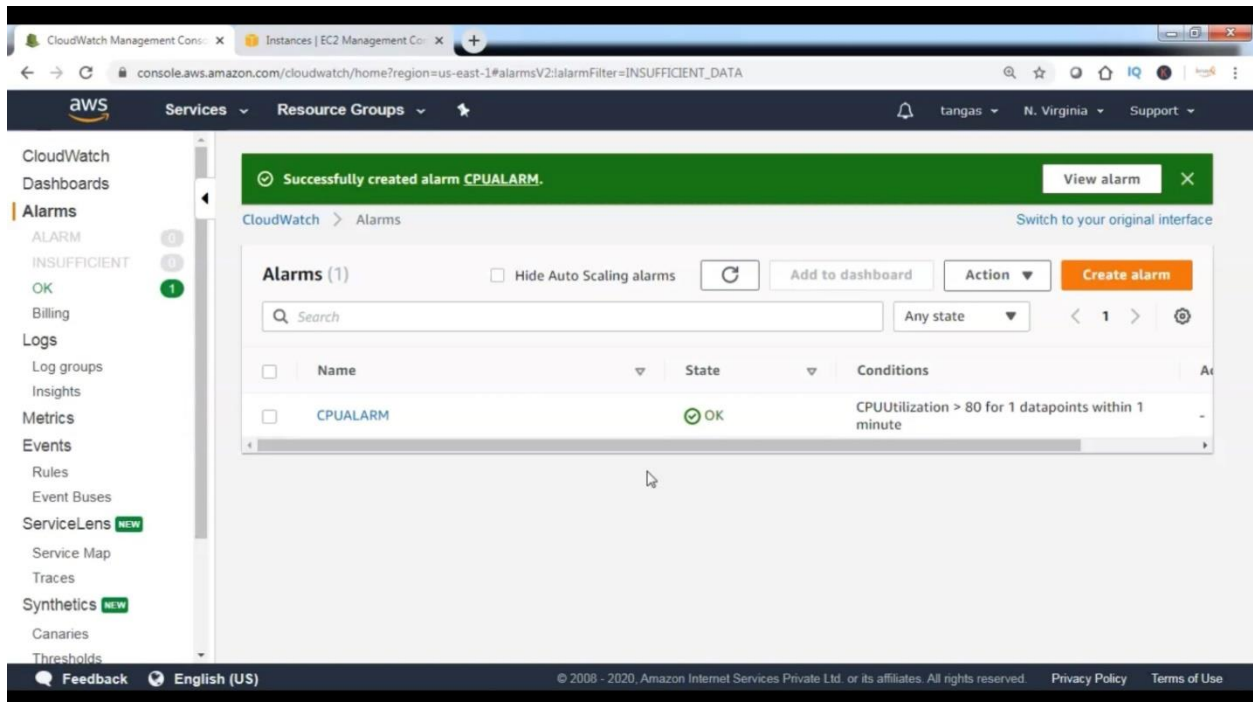 CloudWatch Management Cons
Instances | EC2 Management Co
console.aws.amazon.com/cloudwatch/home?region=us-east-1#alarmsV2:!alarmFilter=INSUFFICIENT_DATA
IQ
K
aws
Services
Resource Groups
tangas
N. Virginia
Support
CloudWatch
Dashboards
Alarms
ALARM 0
INSUFFICIENT 0
OK 1
Billing
Logs
Log groups
Insights
Metrics
Events
Rules
Event Buses
ServiceLens NEW
Service Map
Traces
Synthetics NEW
Canaries
Thresholds
Successfully created alarm CPUALARM.
View alarm
CloudWatch > Alarms
Switch to your original interface
Alarms (1)
Hide Auto Scaling alarms
Add to dashboard
Action
Create alarm
Search
Any state
1
Name
State
Conditions
CPUALARM
OK
CPUUtilization > 80 for 1 datapoints within 1
minute
-
Feedback
English (US)
© 2008 - 2020, Amazon Internet Services Private Ltd. or its affiliates. All rights reserved.
Privacy Policy
Terms of Use